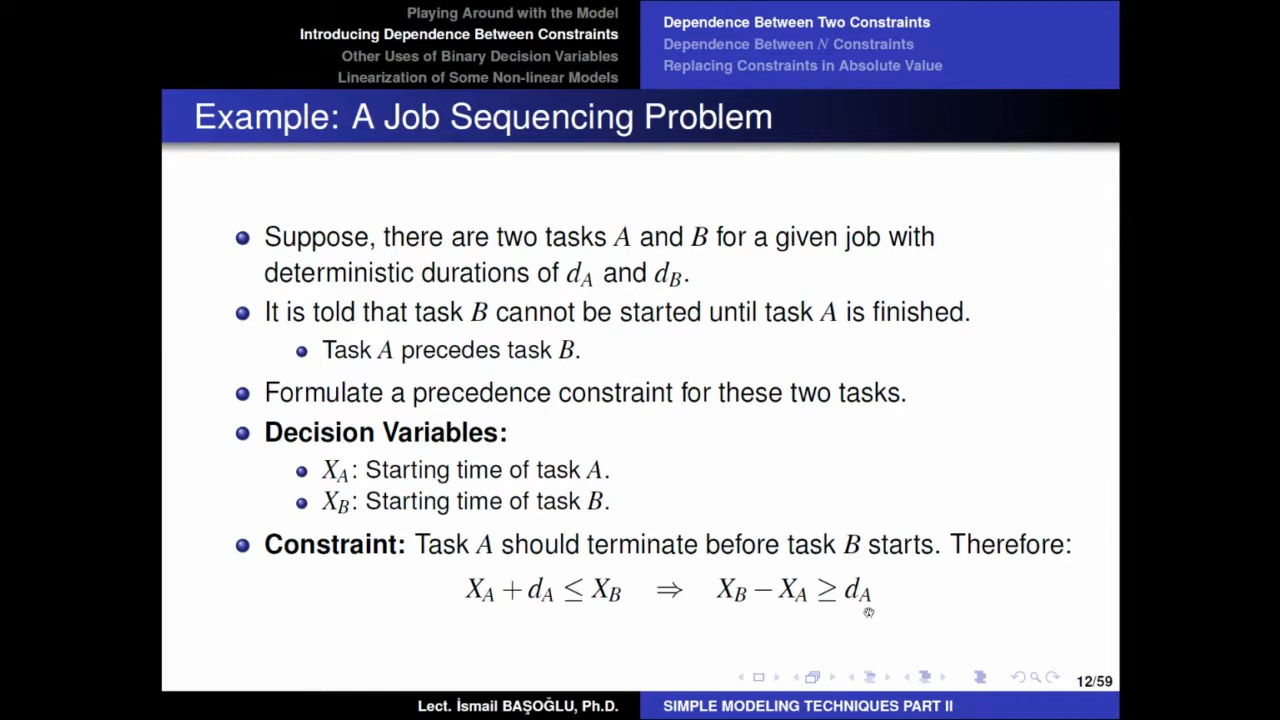 Playing Around with the Model
Introducing Dependence Between Constraints
Other Uses of Binary Decision Variables
Linearization of Some Non-linear Models
Dependence Between Two Constraints
Dependence Between N Constraints
Replacing Constraints in Absolute Value
Example: A Job Sequencing Problem
Suppose, there are two tasks A and B for a given job with
deterministic durations of d_A and d_B.
It is told that task B cannot be started until task A is finished.
Task A precedes task B.
Formulate a precedence constraint for these two tasks.
Decision Variables:
X_A: Starting time of task A.
X_B: Starting time of task B.
Constraint: Task A should terminate before task B starts. Therefore:
X_A + d_A ≤ X_B ⇒ X_B − X_A ≥ d_A
12/59
Lect. İsmail BAŞOĞLU, Ph.D.
SIMPLE MODELING TECHNIQUES PART II